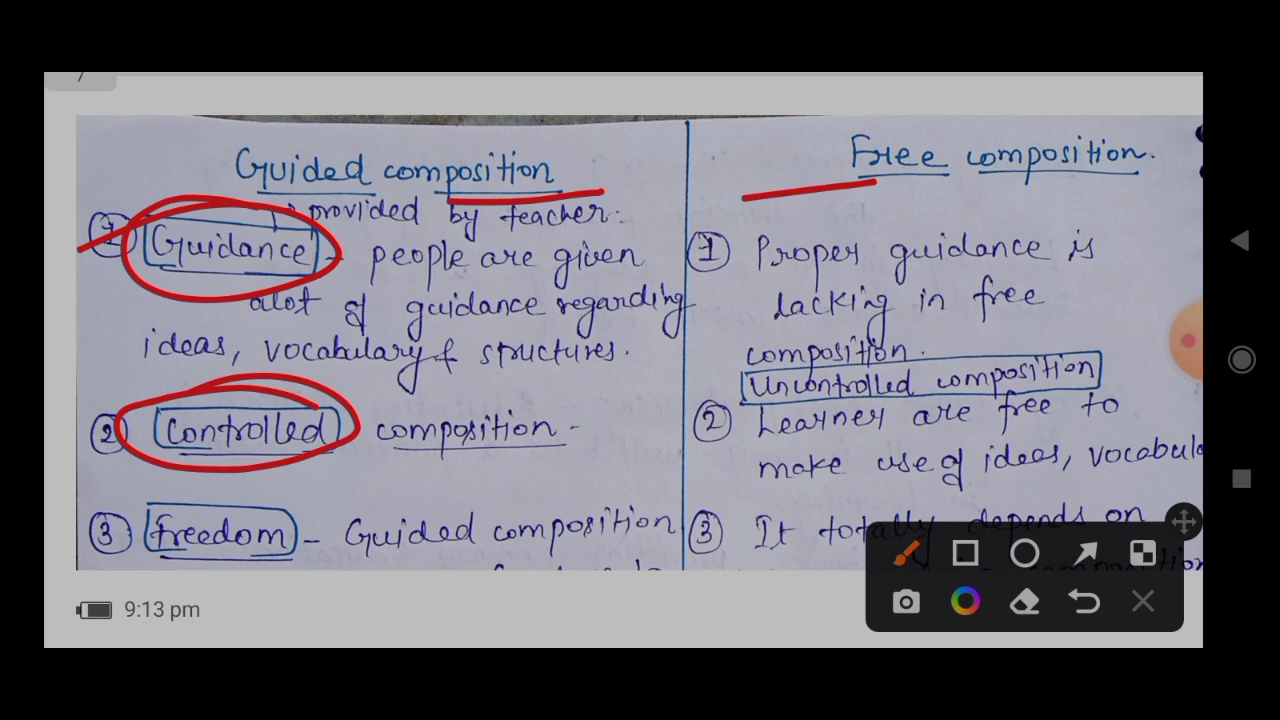 Guided composition
provided by teacher.
① Guidance - people are given
alot of guidance regarding
ideas, vocabulary & structures.
② Controlled composition -
③ Freedom - Guided composition
Free composition.
① Proper guidance is
lacking in free
composition.
Uncontrolled composition
② Learner are free to
make use of ideas, vocabula
③ It totally depends on
9:13 pm